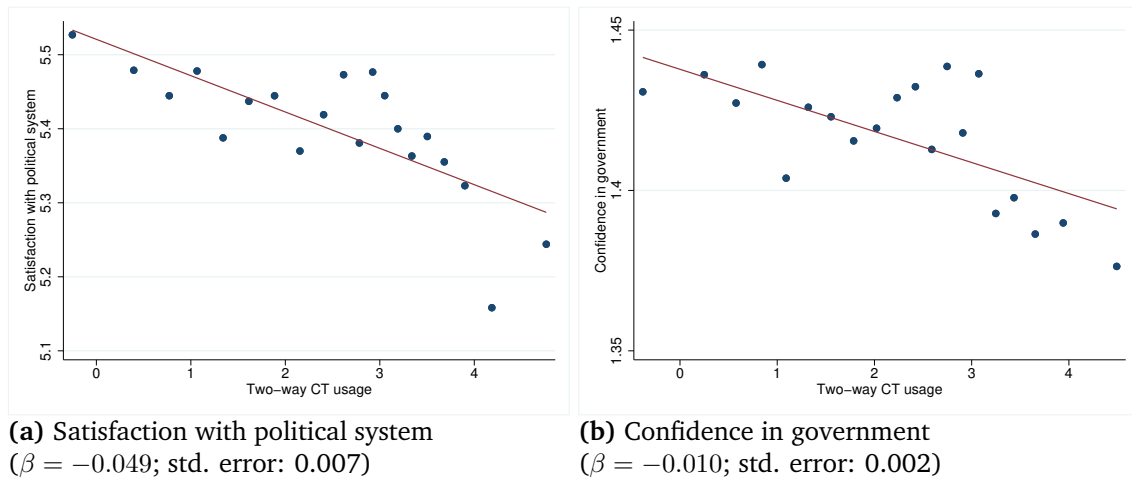 Satisfaction with political system
5.5
5.4
5.3
5.2
5.1
0 1 2 3 4
Two−way CT usage
(a) Satisfaction with political system
(β = −0.049; std. error: 0.007)
Confidence in government
1.45
1.4
1.35
0 1 2 3 4
Two−way CT usage
(b) Confidence in government
(β = −0.010; std. error: 0.002)